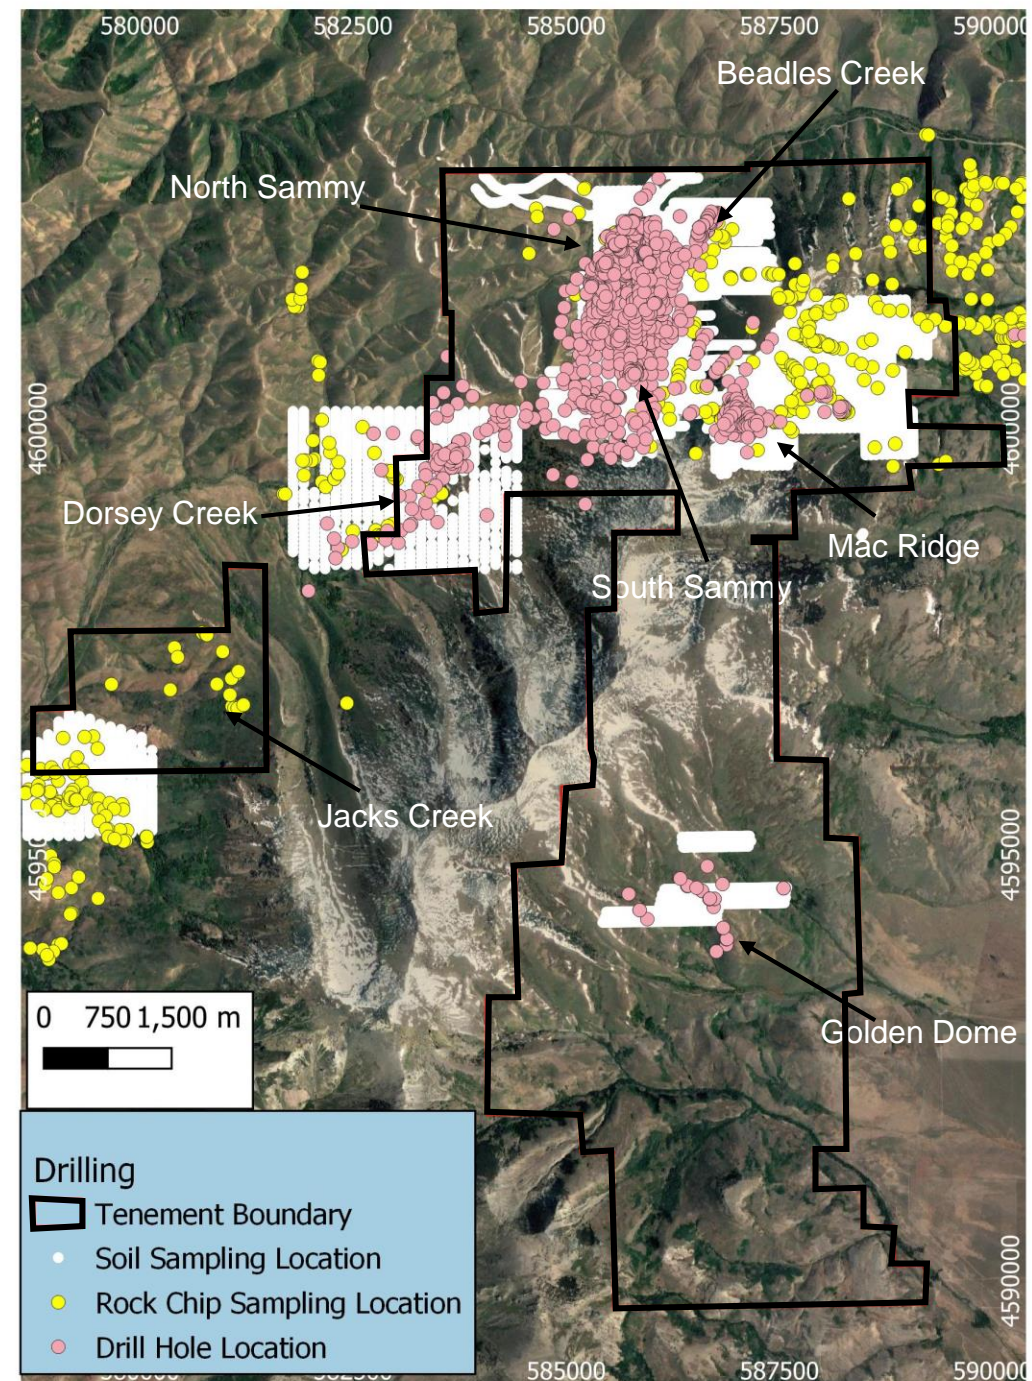 580000 582500 585000 587500 590000
Beadles Creek
North Sammy
600000
4600000
Dorsey Creek
Mac Ridge
South Sammy
Jacks Creek
4595000
Golden Dome
0 750 1,500 m
4590000
Drilling
Tenement Boundary
Soil Sampling Location
Rock Chip Sampling Location
Drill Hole Location
585000 587500 590000